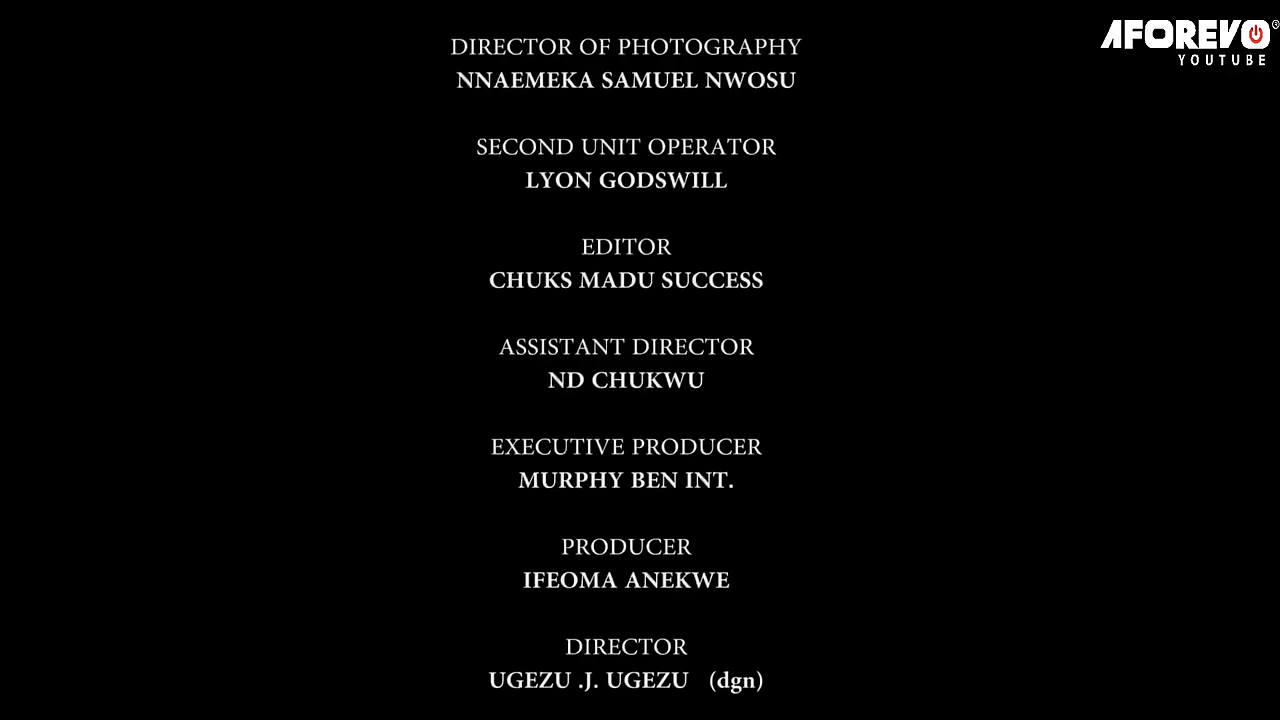 DIRECTOR OF PHOTOGRAPHY
NNAEMEKA SAMUEL NWOSU
SECOND UNIT OPERATOR
LYON GODSWILL
EDITOR
CHUKS MADU SUCCESS
ASSISTANT DIRECTOR
ND CHUKWU
EXECUTIVE PRODUCER
MURPHY BEN INT.
PRODUCER
IFEOMA ANEKWE
DIRECTOR
UGEZU .J. UGEZU (dgn)
AFOREVO®
YOUTUBE